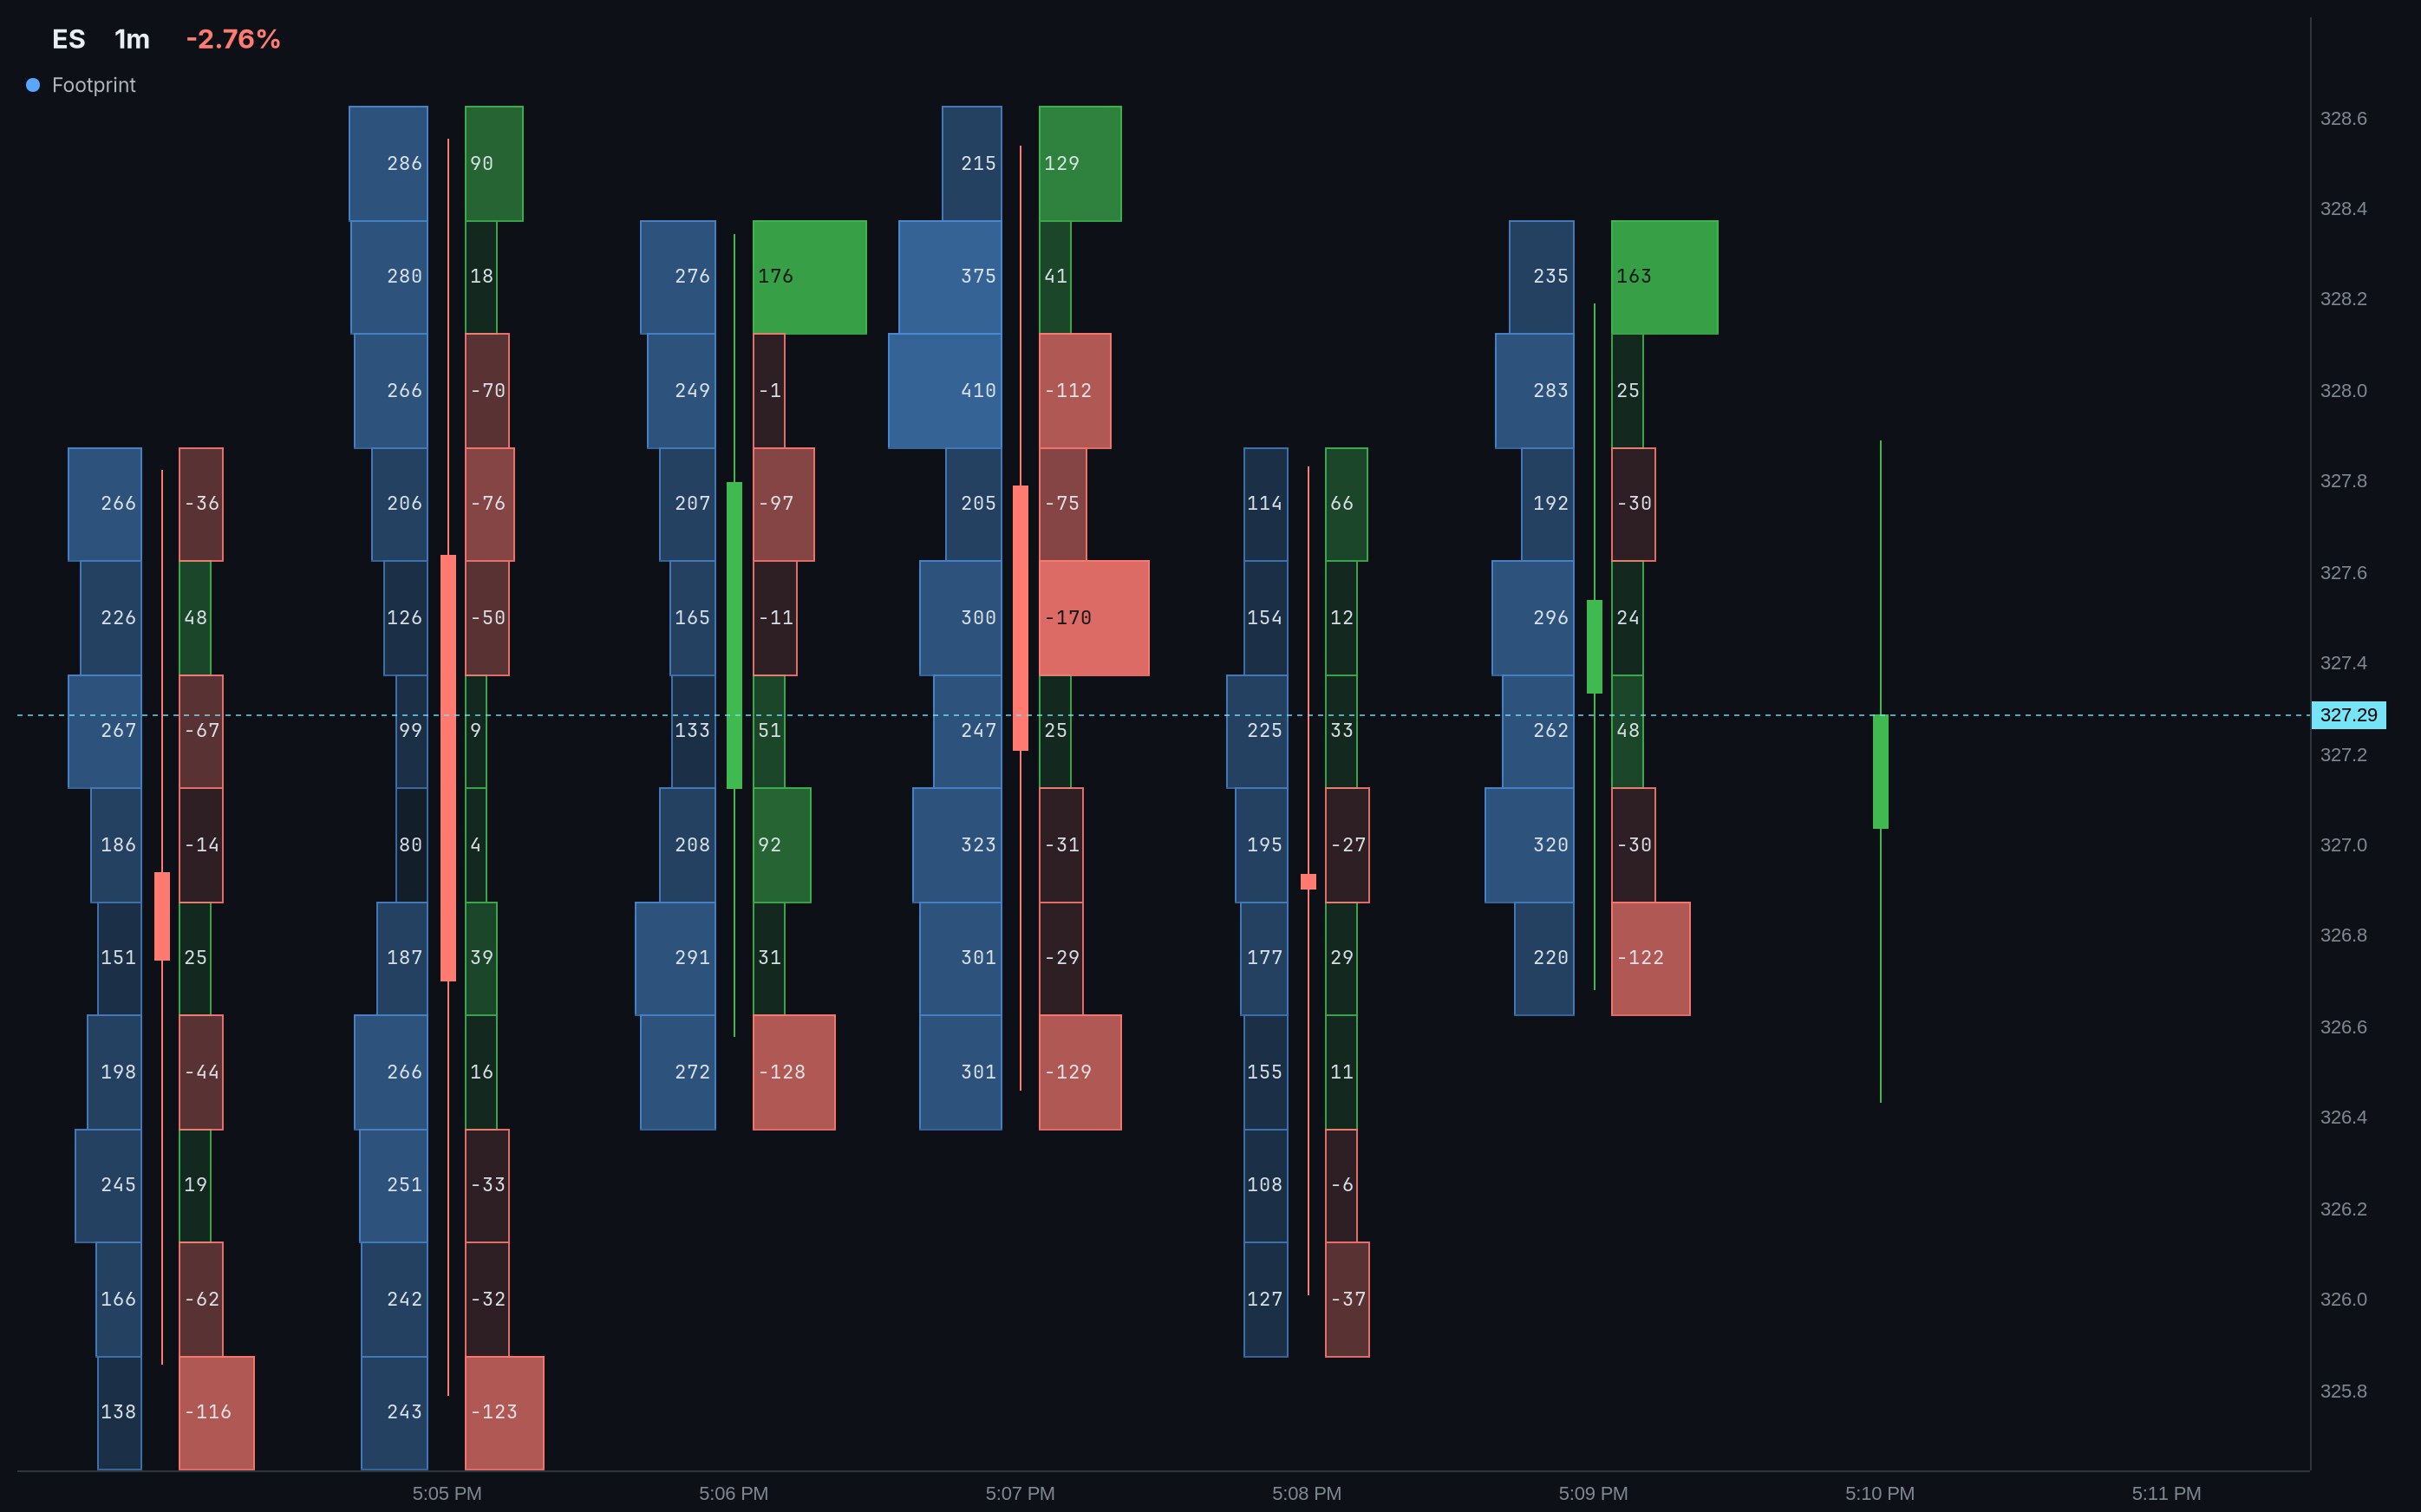 ES 1m -2.76%
Footprint
286 90 215 129 328.6
328.4
280 18 276 176 375 41 235 163 328.2
266 -70 249 -1 410 -112 283 25 328.0
266 -36 206 -76 207 -97 205 -75 114 66 192 -30 327.8
226 48 126 -50 165 -11 300 -170 154 12 296 24 327.6
327.4
327.29
267 -67 99 9 133 51 247 25 225 33 262 48 327.2
186 -14 80 4 208 92 323 -31 195 -27 320 -30 327.0
151 25 187 39 291 31 301 -29 177 29 220 -122 326.8
326.6
198 -44 266 16 272 -128 301 -129 155 11
326.4
245 19 251 -33 108 -6 326.2
166 -62 242 -32 127 -37 326.0
138 -116 243 -123 325.8
5:05 PM 5:06 PM 5:07 PM 5:08 PM 5:09 PM 5:10 PM 5:11 PM